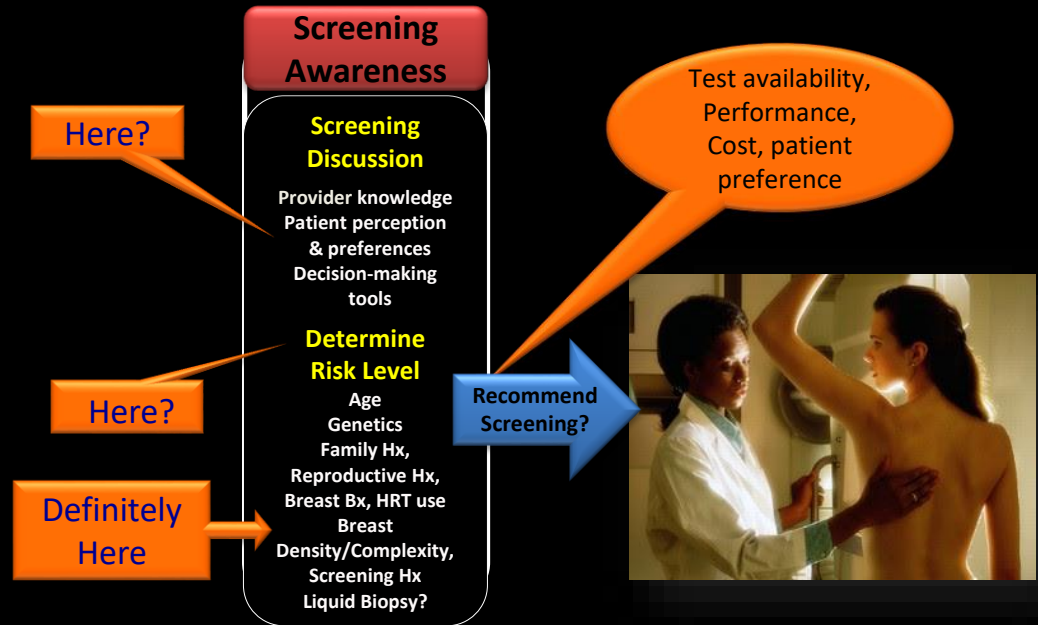 Screening
Awareness
Here?
Screening
Discussion
Provider knowledge
Patient perception
& preferences
Decision-making
tools
Test availability,
Performance,
Cost, patient
preference
Here?
Determine
Risk Level
Age
Genetics
Family Hx,
Reproductive Hx,
Breast Bx, HRT use
Breast
Density/Complexity,
Screening Hx
Liquid Biopsy?
Recommend
Screening?
Definitely
Here